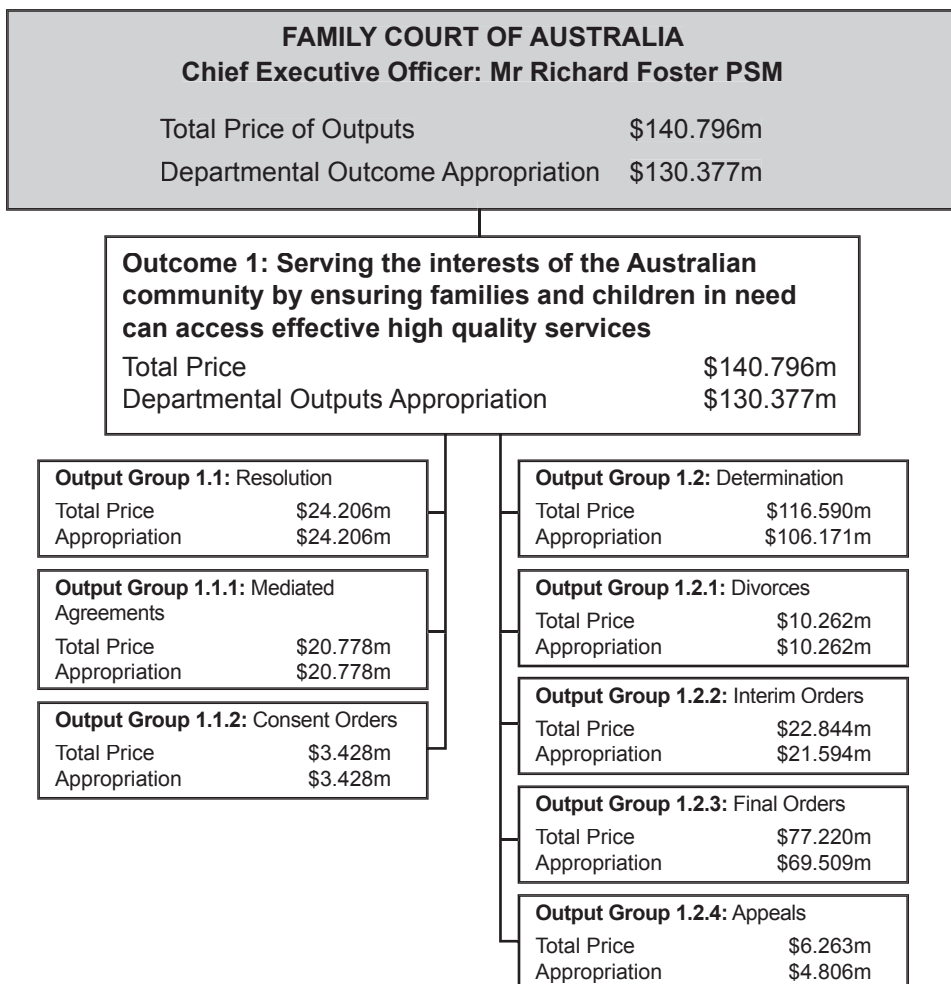 FAMILY COURT OF AUSTRALIA
Chief Executive Officer: Mr Richard Foster PSM
Total Price of Outputs $140.796m
Departmental Outcome Appropriation $130.377m
Outcome 1: Serving the interests of the Australian
community by ensuring families and children in need
can access effective high quality services
Total Price $140.796m
Departmental Outputs Appropriation $130.377m
Output Group 1.1: Resolution
Total Price $24.206m
Appropriation $24.206m
Output Group 1.1.1: Mediated
Agreements
Total Price $20.778m
Appropriation $20.778m
Output Group 1.1.2: Consent Orders
Total Price $3.428m
Appropriation $3.428m
Output Group 1.2: Determination
Total Price $116.590m
Appropriation $106.171m
Output Group 1.2.1: Divorces
Total Price $10.262m
Appropriation $10.262m
Output Group 1.2.2: Interim Orders
Total Price $22.844m
Appropriation $21.594m
Output Group 1.2.3: Final Orders
Total Price $77.220m
Appropriation $69.509m
Output Group 1.2.4: Appeals
Total Price $6.263m
Appropriation $4.806m